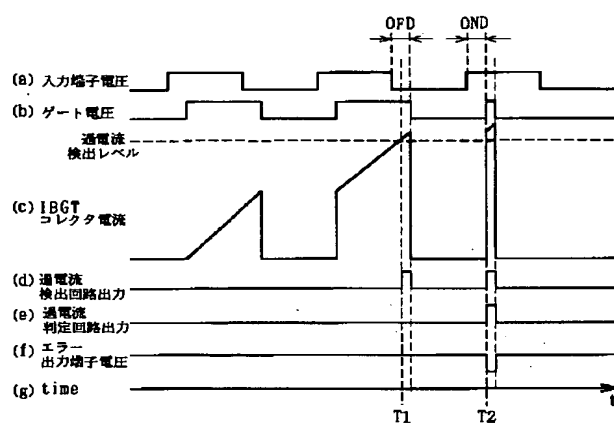 OFD OND
(a) 入力端子電圧
(b) ゲート電圧
過電流
検出レベル
(c) IBGT
コレクタ電流
(d) 過電流
検出回路出力
(e) 過電流
判定回路出力
(f) エラー
出力端子電圧
(g) time
t
T1 T2